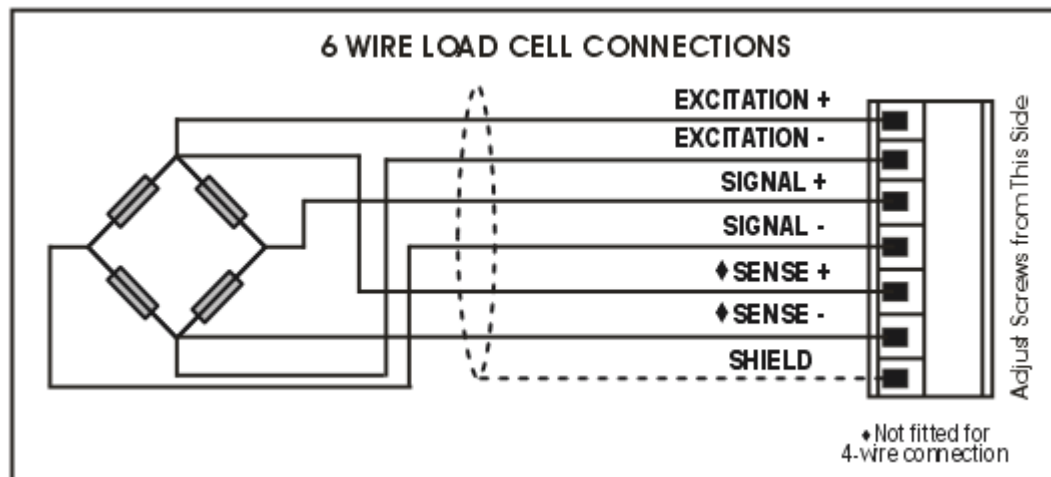 6 WIRE LOAD CELL CONNECTIONS
EXCITATION +
EXCITATION -
SIGNAL +
SIGNAL -
♦SENSE +
♦SENSE -
SHIELD
Adjust Screws from This Side
♦Not fitted for
4-wire connection